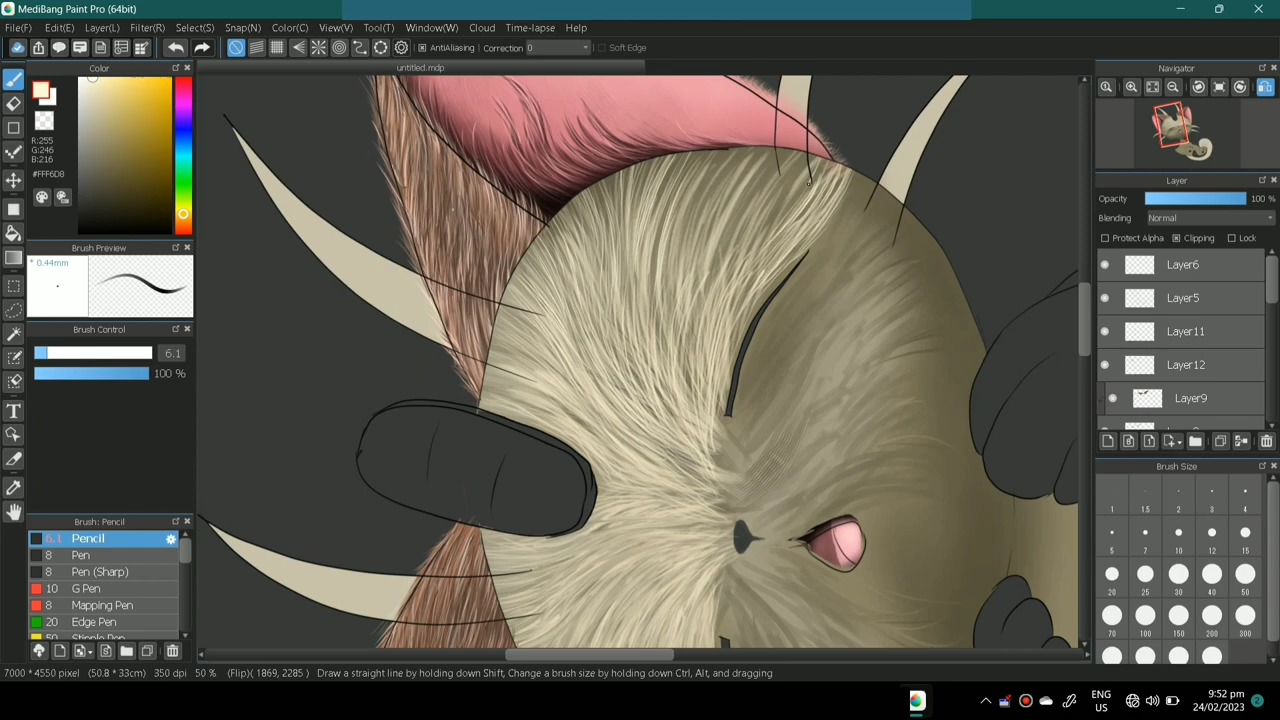 MediBang Paint Pro (64bit)
File(F) Edit(E) Layer(L) Filter(R) Select(S) Snap(N) Color(C) View(V) Tool(T) Window(W) Cloud Time-lapse Help
AntiAliasing Correction 0 Soft Edge
untitled.mdp
Color
R:255
G:246
B:216
#FFF6D8
Brush Preview
* 0.44mm
Brush Control
6.1
100 %
Brush: Pencil
6.1 Pencil
8 Pen
8 Pen (Sharp)
10 G Pen
8 Mapping Pen
20 Edge Pen
50 Stipple Pen
Navigator
Layer
Opacity 100 %
Blending Normal
Protect Alpha Clipping Lock
Layer6
Layer5
Layer11
Layer12
Layer9
Brush Size
1 1.5 2 3 4
5 7 10 12 15
20 25 30 40 50
70 100 150 200 300
7000 * 4550 pixel (50.8 * 33cm) 350 dpi 50 % (Flip)( 1869, 2285 ) Draw a straight line by holding down Shift, Change a brush size by holding down Ctrl, Alt, and dragging
ENG
US
9:52 pm
24/02/2023
2